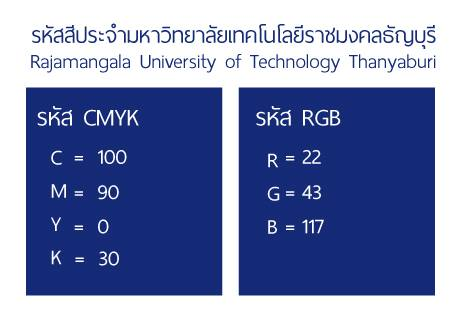 รหัสสีประจำมหาวิทยาลัยเทคโนโลยีราชมงคลธัญบุรี
Rajamangala University of Technology Thanyaburi
รหัส CMYK
C = 100
M = 90
Y = 0
K = 30
รหัส RGB
R = 22
G = 43
B = 117